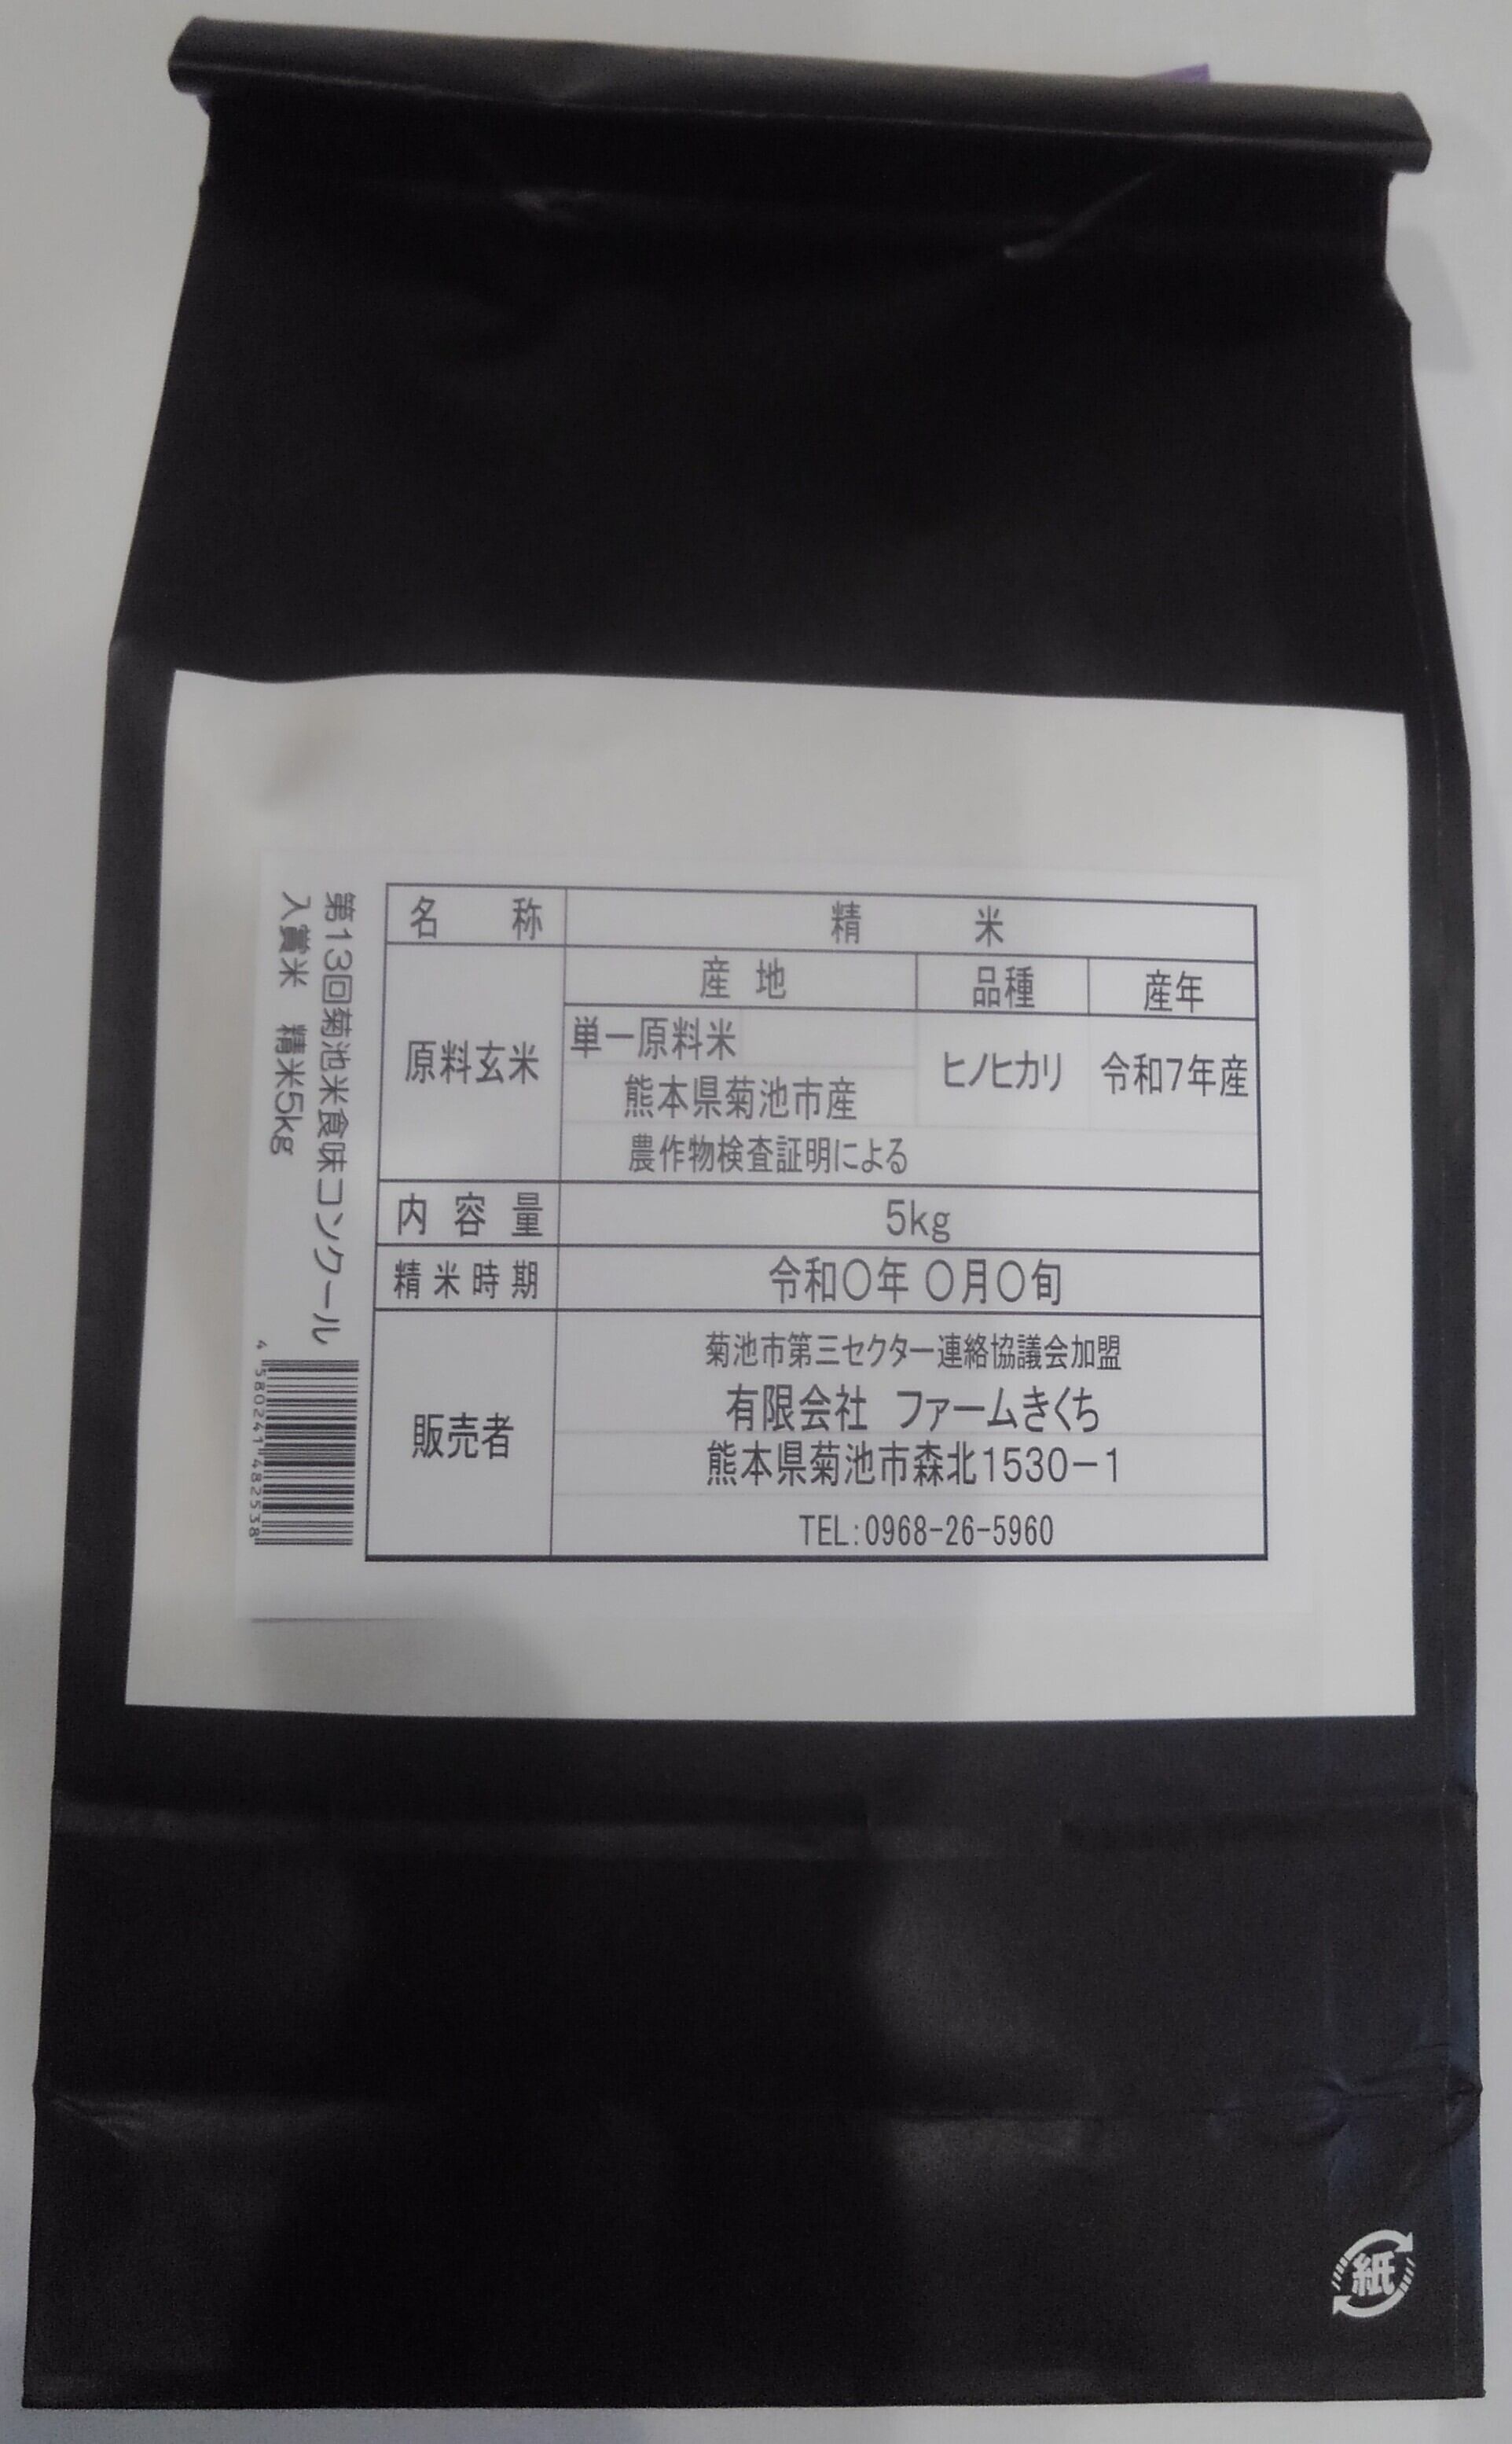 名 称 精 米
原料玄米 産 地 品種 産年
単一原料米
熊本県菊池市産 ヒノヒカリ 令和7年産
農作物検査証明による
内 容 量 5kg
精米時期 令和〇年 〇月〇旬
販売者 菊池市第三セクター連絡協議会加盟
有限会社 ファームきくち
熊本県菊池市森北1530-1
TEL:0968-26-5960
第13回菊池米食味コンクール
入賞米 精米5kg
4 580241 482538
紙